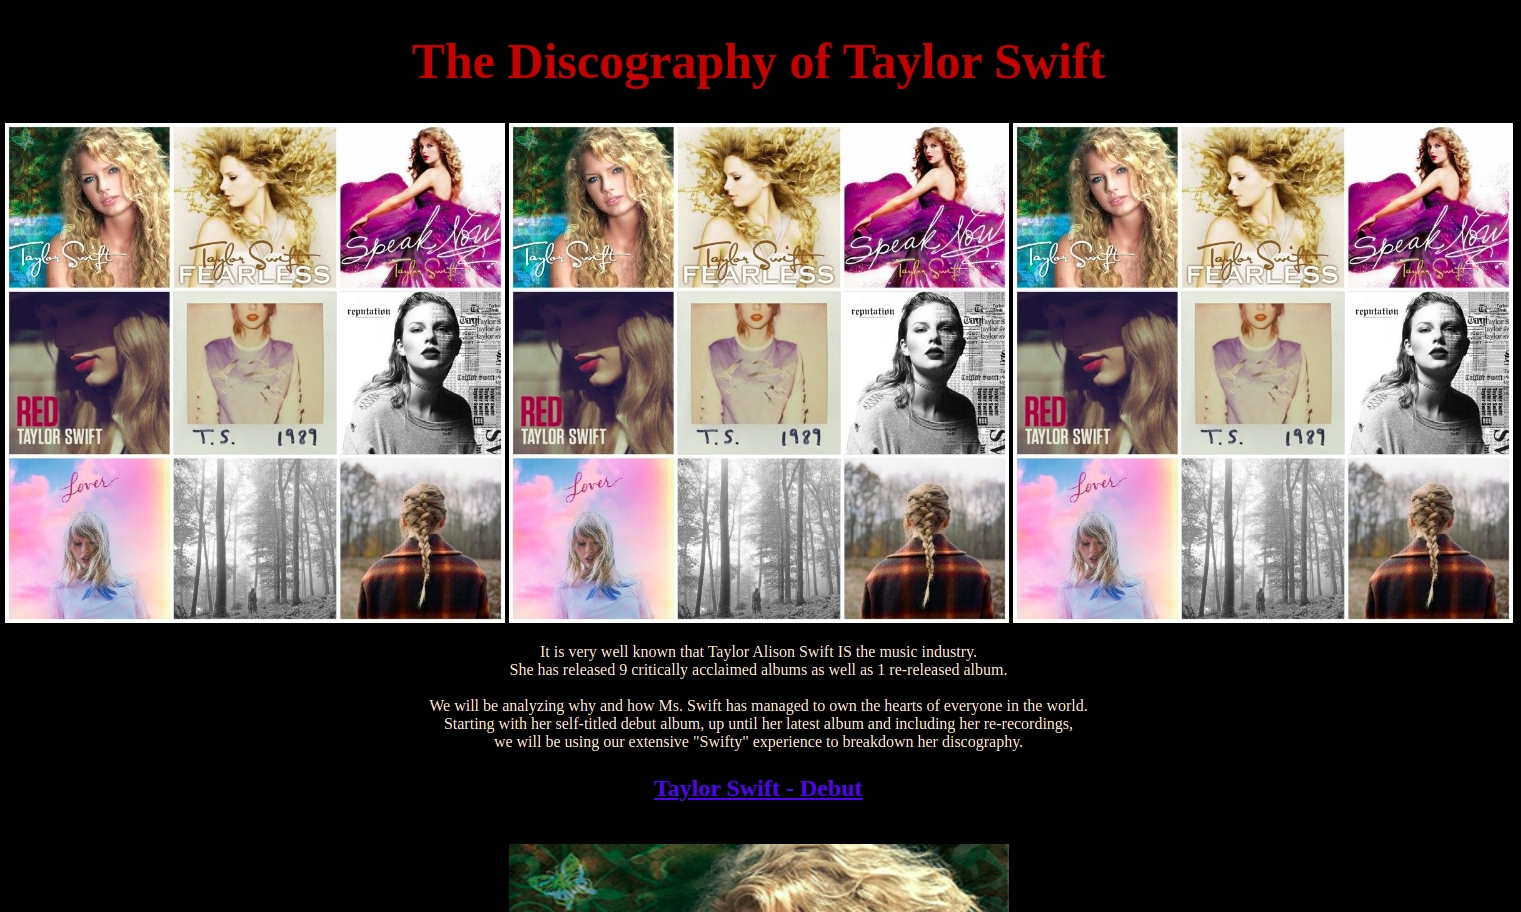 The Discography of Taylor Swift
Taylor Swift
Taylor Swift
FEARLESS
Speak Now
Taylor Swift
Taylor Swift
Taylor Swift
FEARLESS
Speak Now
Taylor Swift
Taylor Swift
Taylor Swift
FEARLESS
Speak Now
Taylor Swift
RED
TAYLOR SWIFT
T.S. 1989
reputation
Taylor Swift
RED
TAYLOR SWIFT
T.S. 1989
reputation
Taylor Swift
RED
TAYLOR SWIFT
T.S. 1989
reputation
Taylor Swift
Lover
Lover
Lover
It is very well known that Taylor Alison Swift IS the music industry.
She has released 9 critically acclaimed albums as well as 1 re-released album.
We will be analyzing why and how Ms. Swift has managed to own the hearts of everyone in the world.
Starting with her self-titled debut album, up until her latest album and including her re-recordings,
we will be using our extensive "Swifty" experience to breakdown her discography.
Taylor Swift - Debut